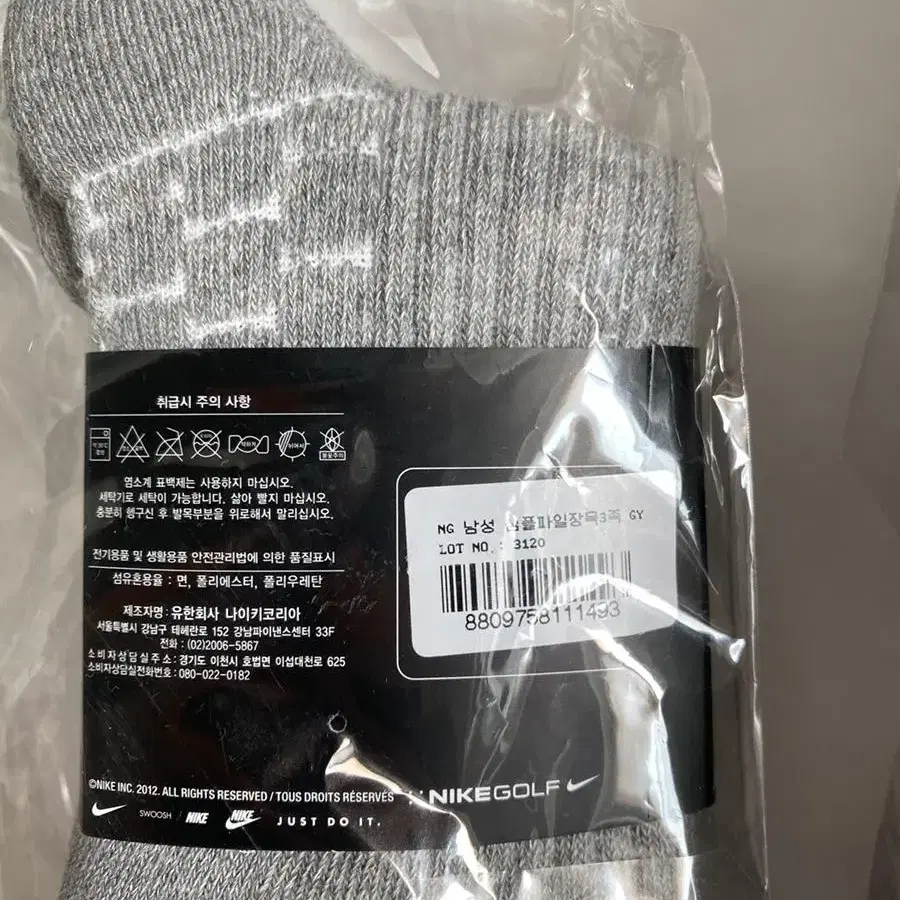 취급시 주의 사항
염소계 표백제는 사용하지 마십시오.
세탁기로 세탁이 가능합니다. 삶아 빨지 마십시오.
충분히 헹구신 후 발목부분을 위로해서 말리십시오.
전기용품 및 생활용품 안전관리법에 의한 품질표시
섬유혼용율 : 면, 폴리에스터, 폴리우레탄
제조자명 : 유한회사 나이키코리아
서울특별시 강남구 테헤란로 152 강남파이낸스센터 33F
전화 : (02)2006-5867
소비자상담실주소 : 경기도 이천시 호법면 이섭대천로 625
소비자상담실전화번호 : 080-022-0182
NG 남성 파일장목3족 GY
LOT NO. : 3120
8809758111493
©NIKE INC. 2012. ALL RIGHTS RESERVED / TOUS DROITS RÉSERVÉS
NIKEGOLF
SWOOSH / NIKE NIKE JUST DO IT.